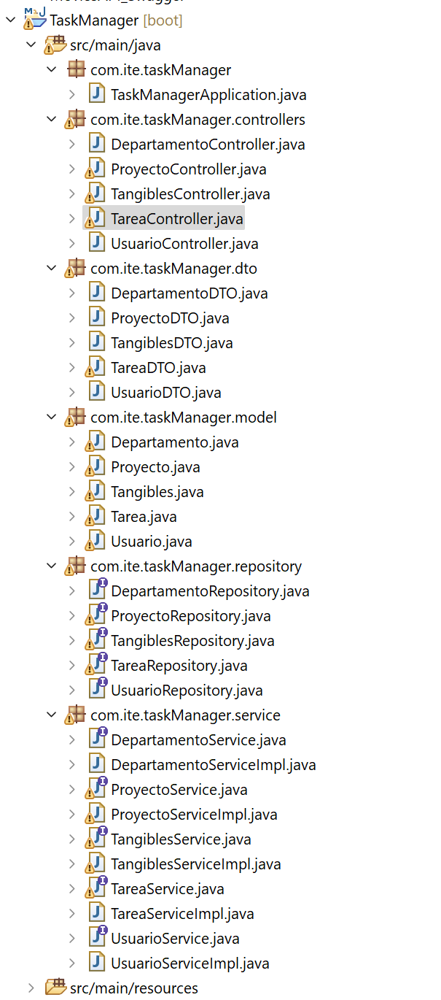 TaskManager [boot]
src/main/java
com.ite.taskManager
TaskManagerApplication.java
com.ite.taskManager.controllers
DepartamentoController.java
ProyectoController.java
TangiblesController.java
TareaController.java
UsuarioController.java
com.ite.taskManager.dto
DepartamentoDTO.java
ProyectoDTO.java
TangiblesDTO.java
TareaDTO.java
UsuarioDTO.java
com.ite.taskManager.model
Departamento.java
Proyecto.java
Tangibles.java
Tarea.java
Usuario.java
com.ite.taskManager.repository
DepartamentoRepository.java
ProyectoRepository.java
TangiblesRepository.java
TareaRepository.java
UsuarioRepository.java
com.ite.taskManager.service
DepartamentoService.java
DepartamentoServiceImpl.java
ProyectoService.java
ProyectoServiceImpl.java
TangiblesService.java
TangiblesServiceImpl.java
TareaService.java
TareaServiceImpl.java
UsuarioService.java
UsuarioServiceImpl.java
src/main/resources